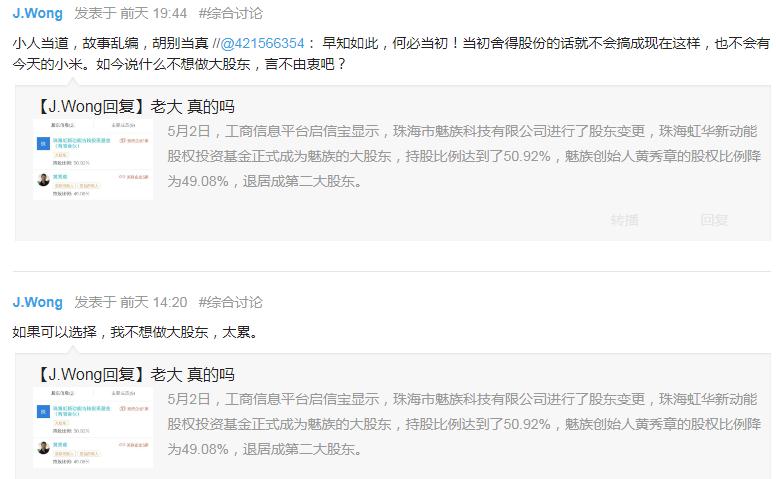 J.Wong 发表于 前天 19:44 #综合讨论
小人当道，故事乱编，胡别当真 //@421566354： 早知如此，何必当初！当初舍得股份的话就不会搞成现在这样，也不会有
今天的小米。如今说什么不想做大股东，言不由衷吧？
【J.Wong回复】老大 真的吗
5月2日，工商信息平台启信宝显示，珠海市魅族科技有限公司进行了股东变更，珠海虹华新动能
股权投资基金正式成为魅族的大股东，持股比例达到了50.92%，魅族创始人黄秀章的股权比例降
为49.08%，退居成第二大股东。
转播 回复
J.Wong 发表于 前天 14:20 #综合讨论
如果可以选择，我不想做大股东，太累。
【J.Wong回复】老大 真的吗
5月2日，工商信息平台启信宝显示，珠海市魅族科技有限公司进行了股东变更，珠海虹华新动能
股权投资基金正式成为魅族的大股东，持股比例达到了50.92%，魅族创始人黄秀章的股权比例降
为49.08%，退居成第二大股东。